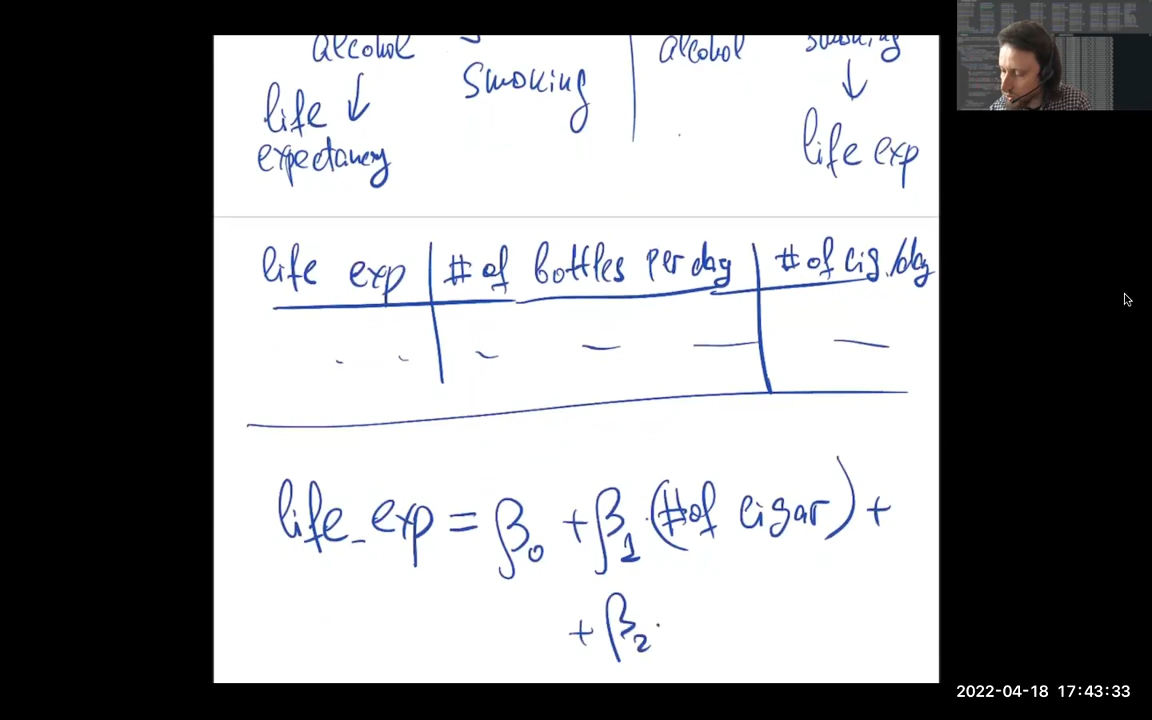 alcohol
smoking
life
expectancy
alcohol
smoking
life exp
life exp # of bottles per day # of cig./day
life_exp = β₀ + β₁ · (# of cigar) +
+ β₂ ·
2022-04-18 17:43:33